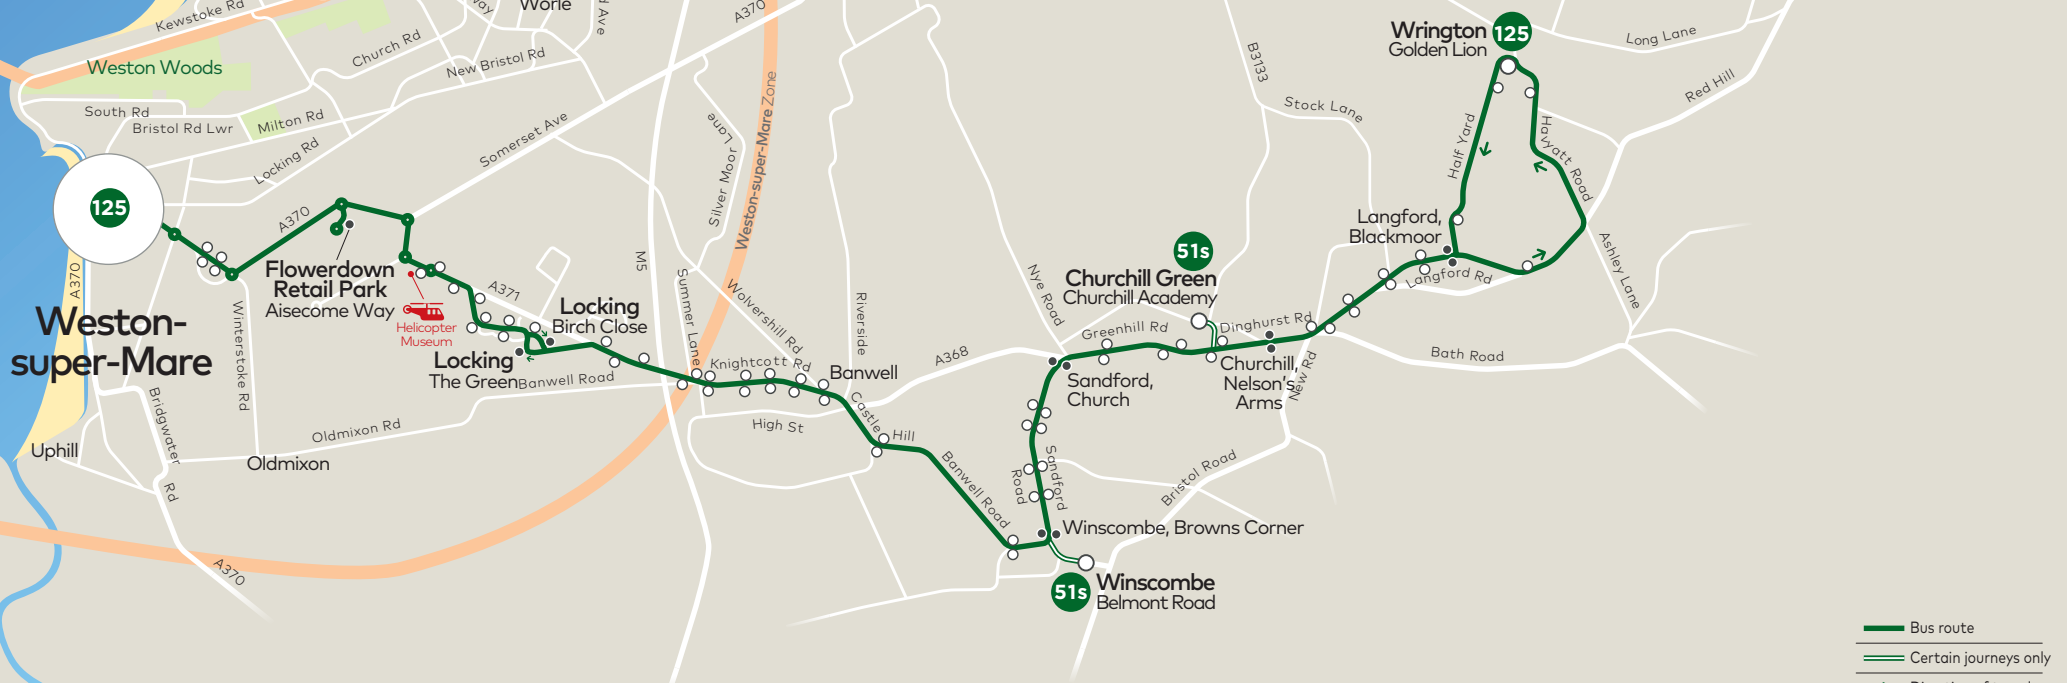 Kewstoke Rd
Worle
A370
Church Rd
New Bristol Rd
Weston Woods
South Rd
Bristol Rd Lwr
Milton Rd
Locking Rd
Somerset Ave
Silver Moor Lane
Weston-super-Mare Zone
B3133
Stock Lane
Wrington
Golden Lion
125
Long Lane
Red Hill
Half Yard
Havyatt Road
Ashley Lane
125
A370
A370
Flowerdown
Retail Park
Aisecome Way
Helicopter
Museum
A371
Locking
Birch Close
Locking
The Green
Banwell Road
M5
Summer Lane
Wolvershill Rd
Riverside
Knightcott Rd
Banwell
High St
Castle Hill
A368
Nye Road
51s
Churchill Green
Churchill Academy
Greenhill Rd
Dinghurst Rd
Langford,
Blackmoor
Langford Rd
Bath Road
Churchill,
Nelson's
Arms
New Rd
Sandford,
Church
Sandford
Road
Banwell Road
Bristol Road
Winscombe, Browns Corner
51s
Winscombe
Belmont Road
Weston-
super-Mare
Winterstoke Rd
Bridgwater
Rd
Uphill
Oldmixon
Oldmixon Rd
A370
Bus route
Certain journeys only